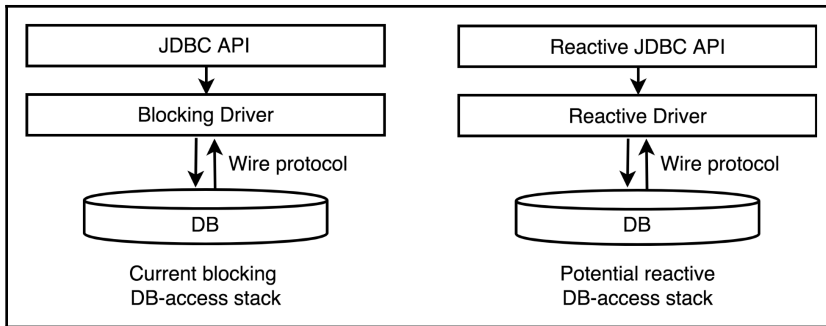 JDBC API
Blocking Driver
Wire protocol
DB
Current blocking
DB-access stack
Reactive JDBC API
Reactive Driver
Wire protocol
DB
Potential reactive
DB-access stack